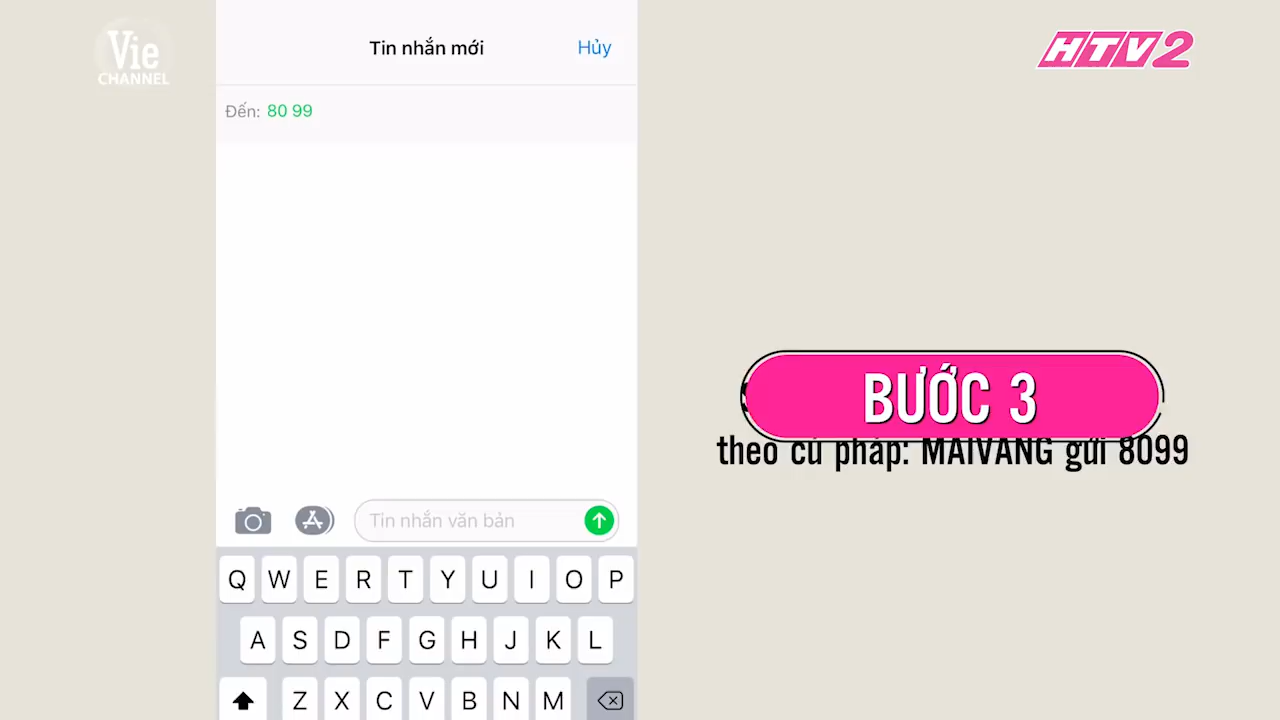 Vie
CHANNEL
HTV2
Tin nhắn mới
Hủy
Đến: 80 99
BƯỚC 3
theo cú pháp: MAIVANG gửi 8099
Tin nhắn văn bản
Q W E R T Y U I O P
A S D F G H J K L
Z X C V B N M